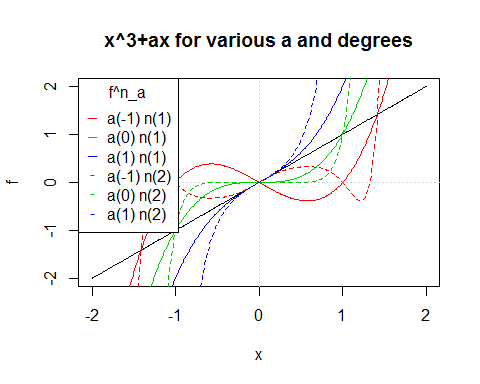 x^3+ax for various a and degrees
f^n_a
a(-1) n(1)
a(0) n(1)
a(1) n(1)
a(-1) n(2)
a(0) n(2)
a(1) n(2)
f
2
1
0
-1
-2
-2 -1 0 1 2
x